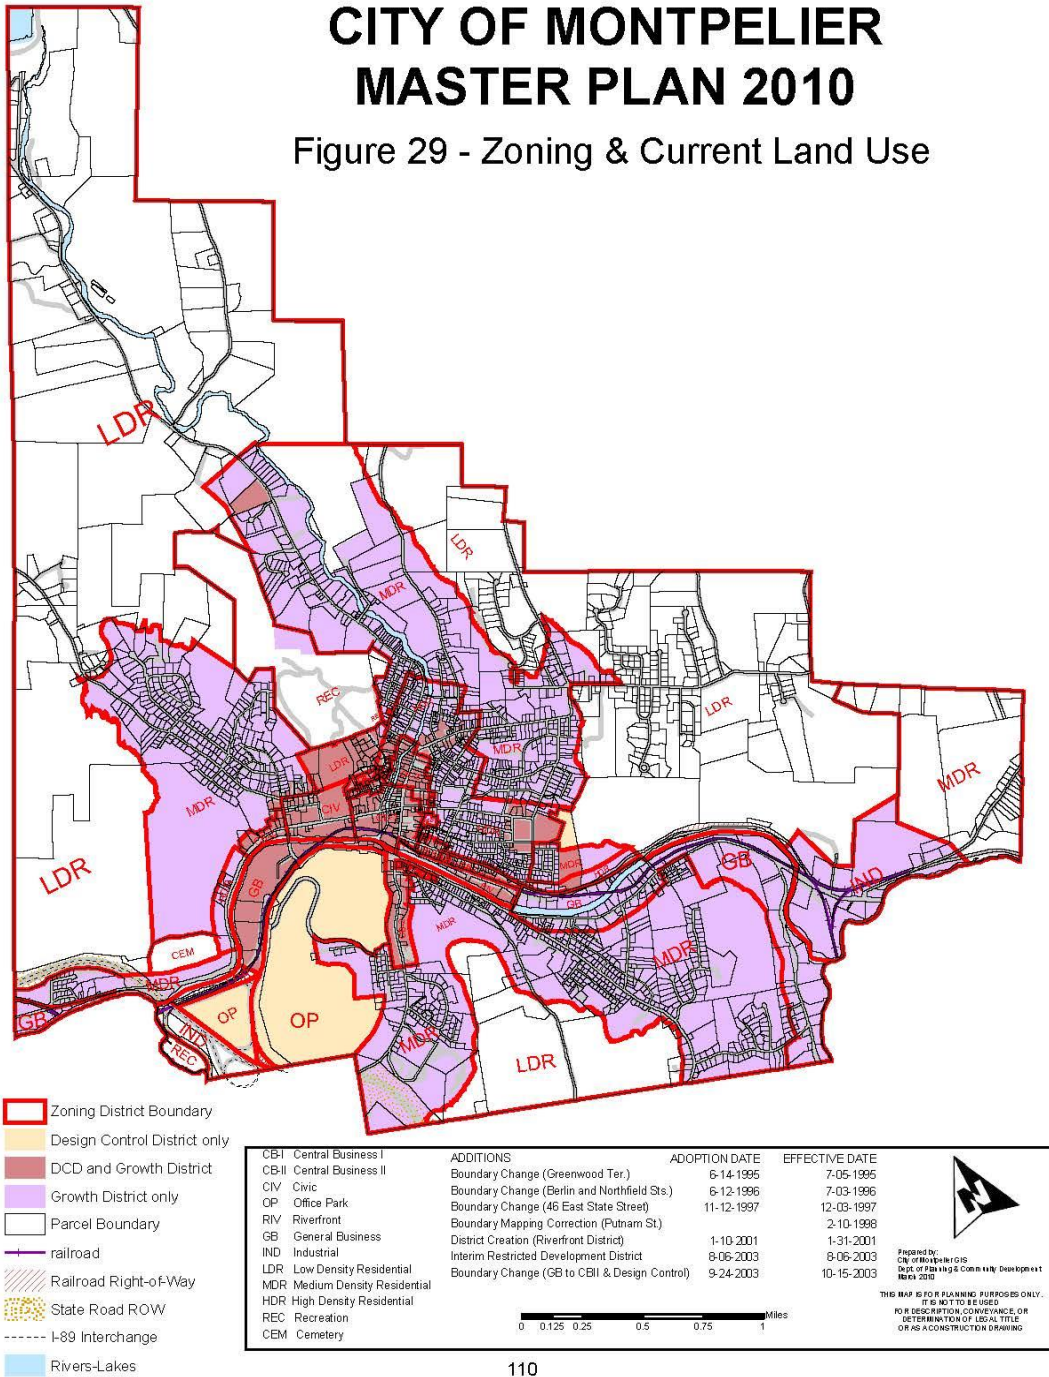 CITY OF MONTPELIER
MASTER PLAN 2010
Figure 29 - Zoning & Current Land Use
LDR
LDR
MDR
REC
LDR
MDR
LDR
CIV
MDR
MDR
LDR
MDR
GB
MDR
GB
GB
IND
MDR
MDR
CEM
MDR
GB
OP
OP
IND
REC
MDR
LDR
Zoning District Boundary
Design Control District only
DCD and Growth District
Growth District only
Parcel Boundary
railroad
Railroad Right-of-Way
State Road ROW
I-89 Interchange
Rivers-Lakes
CB-I Central Business I
CB-II Central Business II
CIV Civic
OP Office Park
RIV Riverfront
GB General Business
IND Industrial
LDR Low Density Residential
MDR Medium Density Residential
HDR High Density Residential
REC Recreation
CEM Cemetery
ADDITIONS ADOPTION DATE EFFECTIVE DATE
Boundary Change (Greenwood Ter.) 6-14-1995 7-05-1995
Boundary Change (Berlin and Northfield Sts.) 6-12-1996 7-03-1996
Boundary Change (46 East State Street) 11-12-1997 12-03-1997
Boundary Mapping Correction (Putnam St.) 2-10-1998
District Creation (Riverfront District) 1-10-2001 1-31-2001
Interim Restricted Development District 8-06-2003 8-06-2003
Boundary Change (GB to CBII & Design Control) 9-24-2003 10-15-2003
0 0.125 0.25 0.5 0.75 1 Miles
N
Prepared by:
City of Montpelier GIS
Dept. of Planning & Community Development
March 2010
THIS MAP IS FOR PLANNING PURPOSES ONLY.
IT IS NOT TO BE USED
FOR DESCRIPTION, CONVEYANCE, OR
DETERMINATION OF LEGAL TITLE
OR AS A CONSTRUCTION DRAWING
110